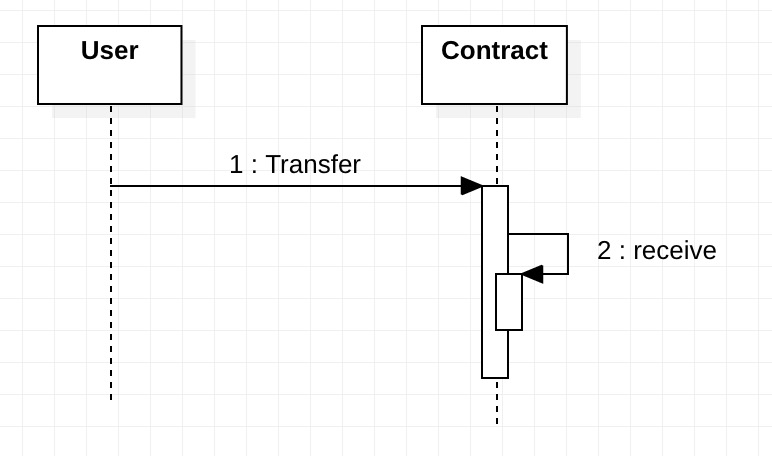 User
Contract
1 : Transfer
2 : receive